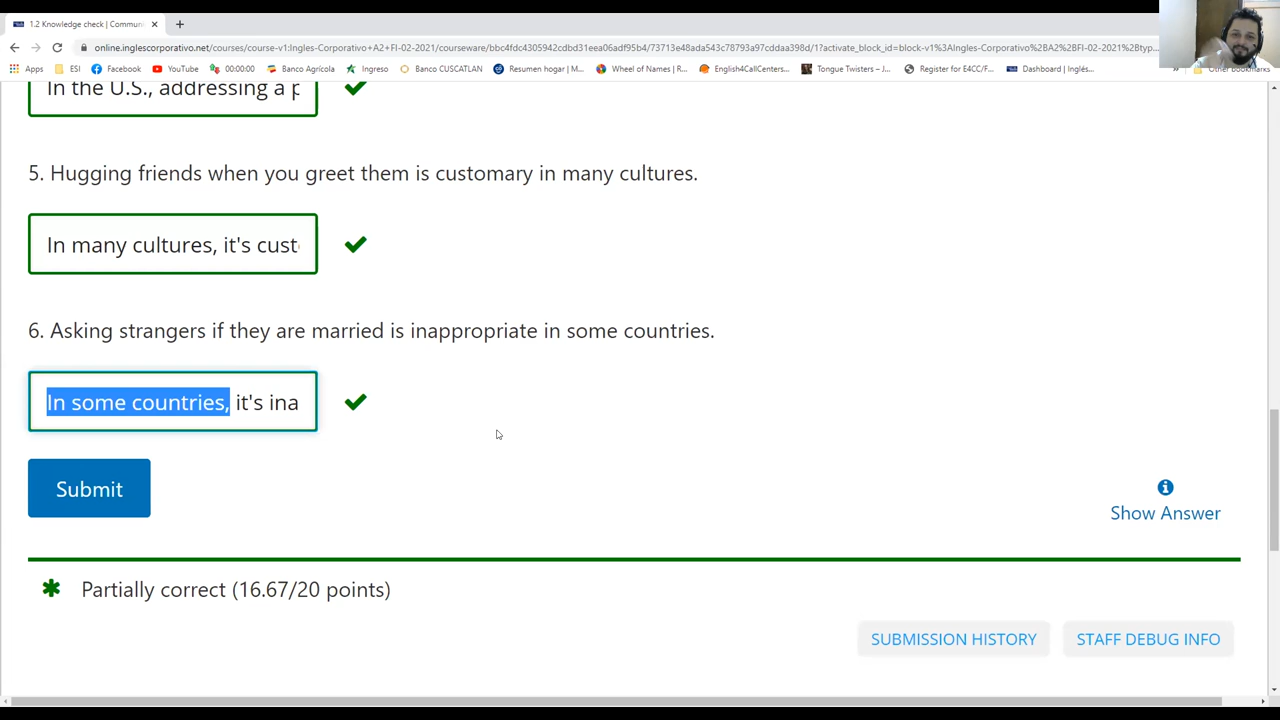 1.2 Knowledge check | Commun
online.inglescorporativo.net/courses/course-v1:Ingles-Corporativo+A2+FI-02-2021/courseware/bbc4fdc4305942cdbd31eea06adf95b4/73713e48ada543c78793a97cddaa398d/1?activate_block_id=block-v1%3AIngles-Corporativo%2BA2%2BFI-02-2021%2Btyp...
Apps ESI Facebook YouTube 00:00:00 Banco Agrícola Ingreso Banco CUSCATLAN Resumen hogar | M... Wheel of Names | R... English4CallCenters... Tongue Twisters – J... Register for E4CC/F... Dashboard | Inglés... » Other bookmarks
In the U.S., addressing a p
5. Hugging friends when you greet them is customary in many cultures.
In many cultures, it's cust
6. Asking strangers if they are married is inappropriate in some countries.
In some countries, it's ina
Submit
Show Answer
Partially correct (16.67/20 points)
SUBMISSION HISTORY STAFF DEBUG INFO